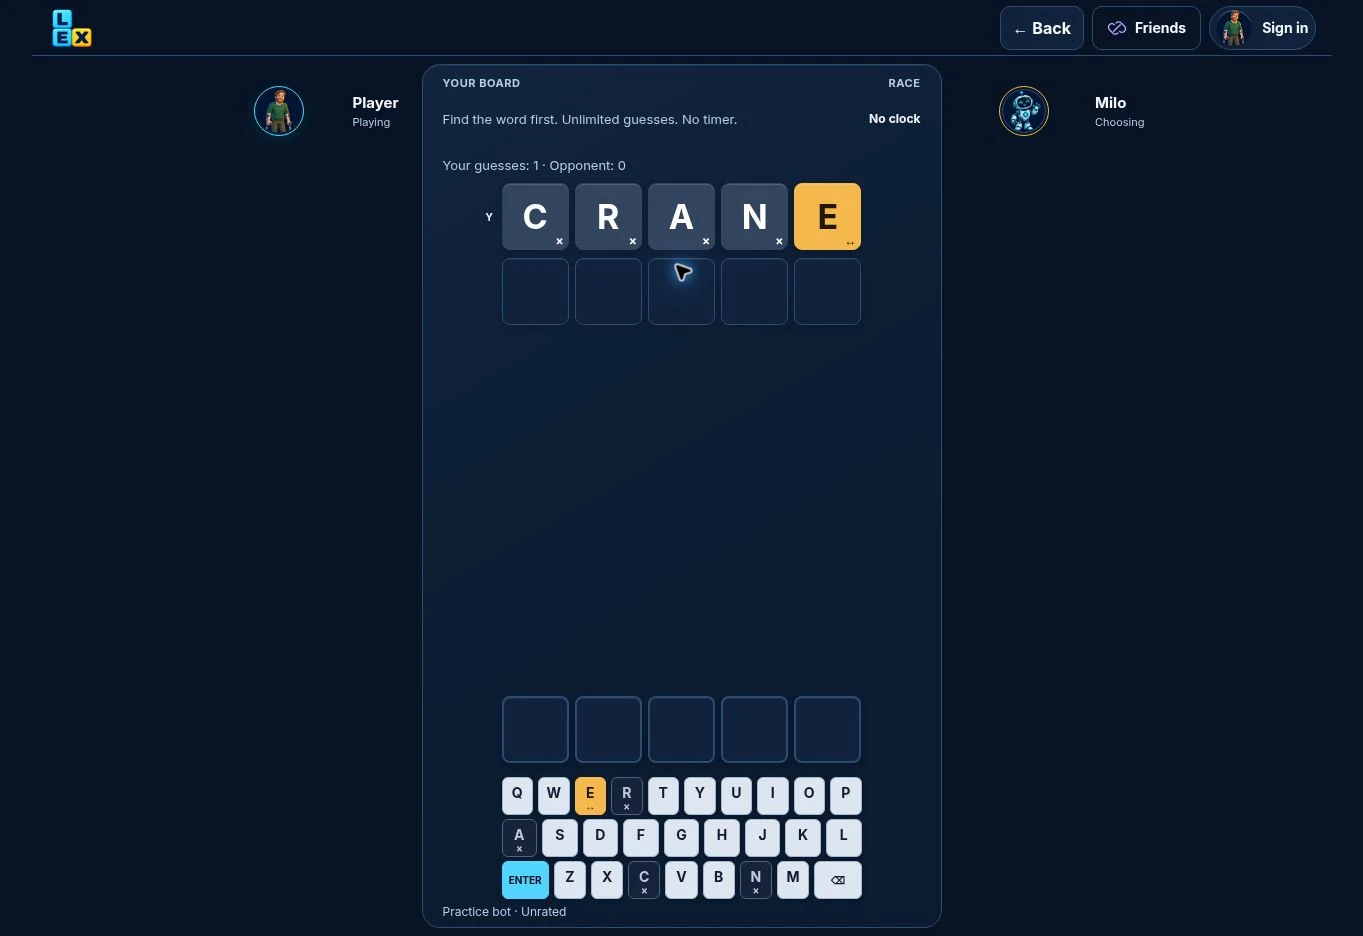 L
EX
← Back
Friends
Sign in
Player
Playing
YOUR BOARD
RACE
Milo
Choosing
Find the word first. Unlimited guesses. No timer.
No clock
Your guesses: 1 · Opponent: 0
Y
C R A N E
× × × × ↔
Q W E R T Y U I O P
↔ ×
A S D F G H J K L
×
ENTER Z X C V B N M ⌫
× ×
Practice bot · Unrated